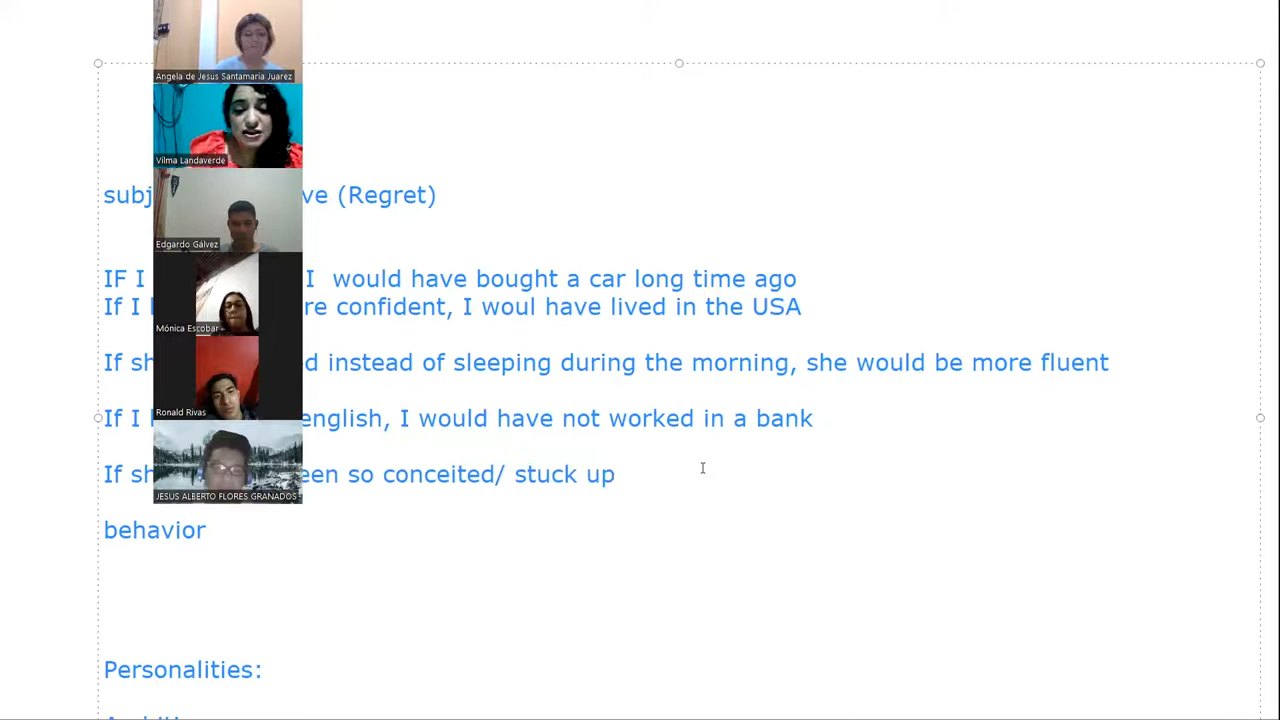 Angela de Jesus Santamaria Juarez
Vilma Landaverde
subj ve (Regret)
Edgardo Gálvez
IF I I would have bought a car long time ago
If I re confident, I woul have lived in the USA
Mónica Escobar
If sh d instead of sleeping during the morning, she would be more fluent
Ronald Rivas
If I english, I would have not worked in a bank
If sh een so conceited/ stuck up
JESUS ALBERTO FLORES GRANADOS
behavior
Personalities: